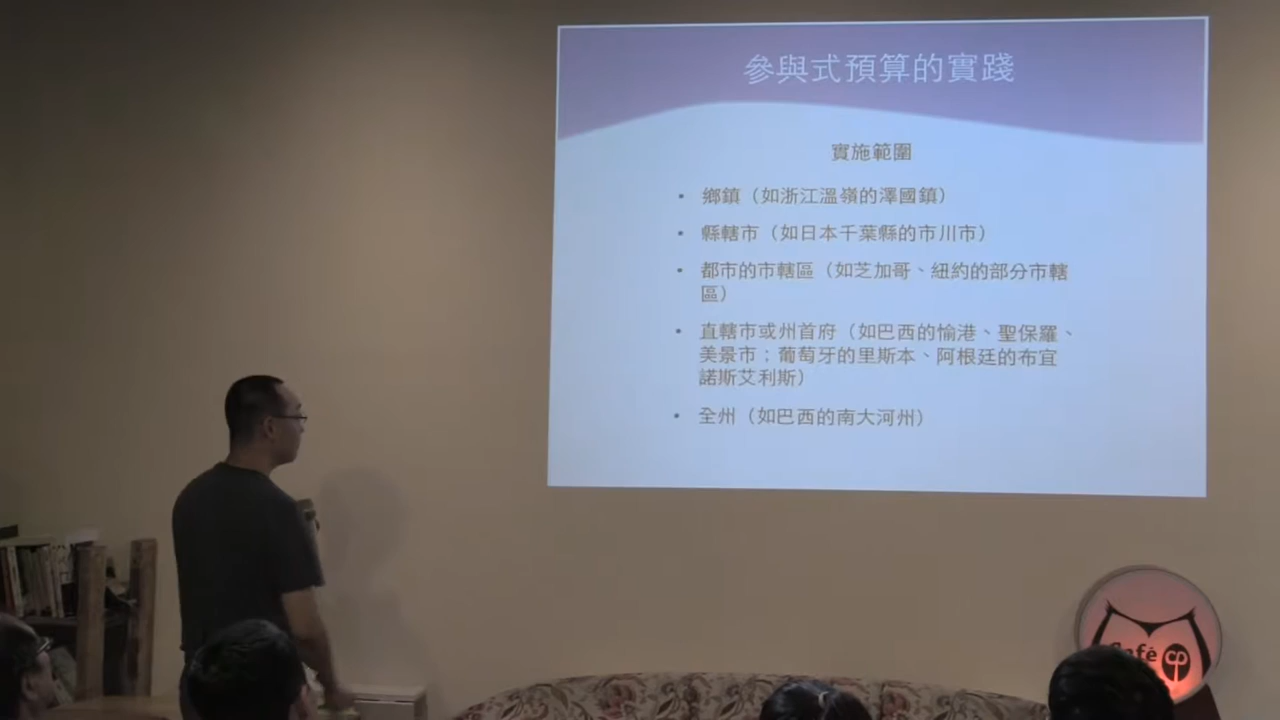 參與式預算的實踐
實施範圍
• 鄉鎮（如浙江溫嶺的澤國鎮）
• 縣轄市（如日本千葉縣的市川市）
• 都市的市轄區（如芝加哥、紐約的部分市轄
區）
• 直轄市或州首府（如巴西的愉港、聖保羅、
美景市；葡萄牙的里斯本、阿根廷的布宜
諾斯艾利斯）
• 全州（如巴西的南大河州）
Café